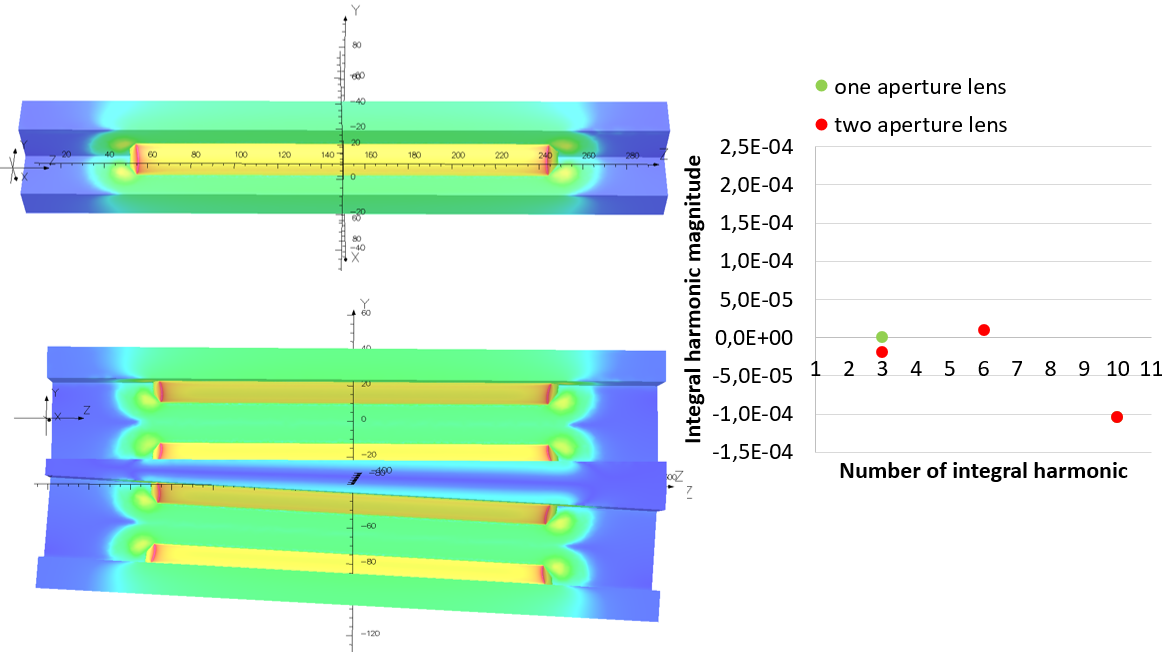 Y
80
60
40
20
Y
Z
20
40
60
80
100
120
140
160
180
200
220
240
260
280
Z
X
0
-20
60
80
-40
X
Y
60
40
20
Y
X
Z
0
-20
Z
Z
-60
-80
-120
one aperture lens
two aperture lens
Integral harmonic magnitude
2,5E-04
2,0E-04
1,5E-04
1,0E-04
5,0E-05
0,0E+00
-5,0E-05
-1,0E-04
-1,5E-04
1 2 3 4 5 6 7 8 9 10 11
Number of integral harmonic